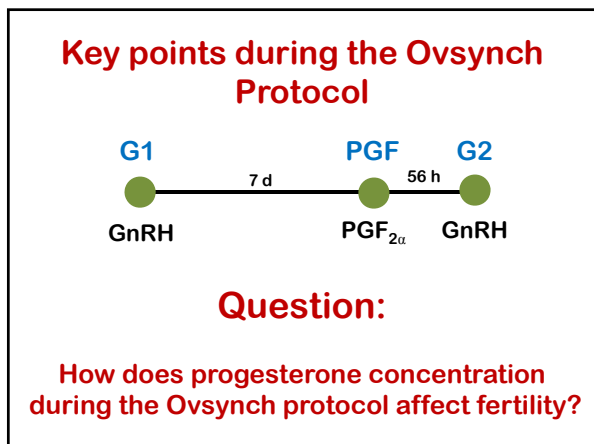 Key points during the Ovsynch
Protocol
G1 PGF G2
7 d 56 h
GnRH PGF2α GnRH
Question:
How does progesterone concentration
during the Ovsynch protocol affect fertility?